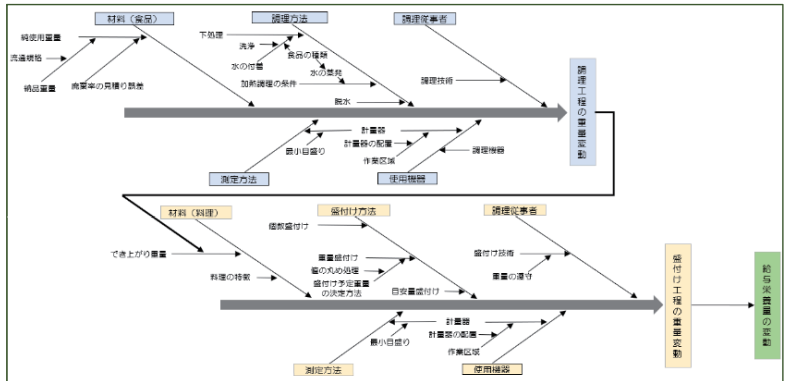 材料（食品）
調理方法
調理従事者
純使用重量
流通規格
納品重量
廃棄率の見積り誤差
下処理
洗浄
水の付着
食品の種類
水の蒸発
加熱調理の条件
脱水
調理技術
調理工程の重量変動
計量器
最小目盛り
計量器の配置
作業区域
調理機器
測定方法
使用機器
材料（料理）
盛付け方法
調理従事者
でき上がり重量
料理の特徴
個数盛付け
重量盛付け
値の丸め処理
盛付け予定重量
の決定方法
目安量盛付け
盛付け技術
重量の遵守
盛付け工程の重量変動
給与栄養量の変動
計量器
最小目盛り
計量器の配置
作業区域
測定方法
使用機器